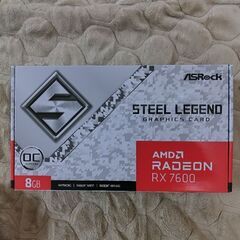 ASRock
STEEL LEGEND
GRAPHICS CARD
OC
AMD
RADEON
RX 7600
8GB